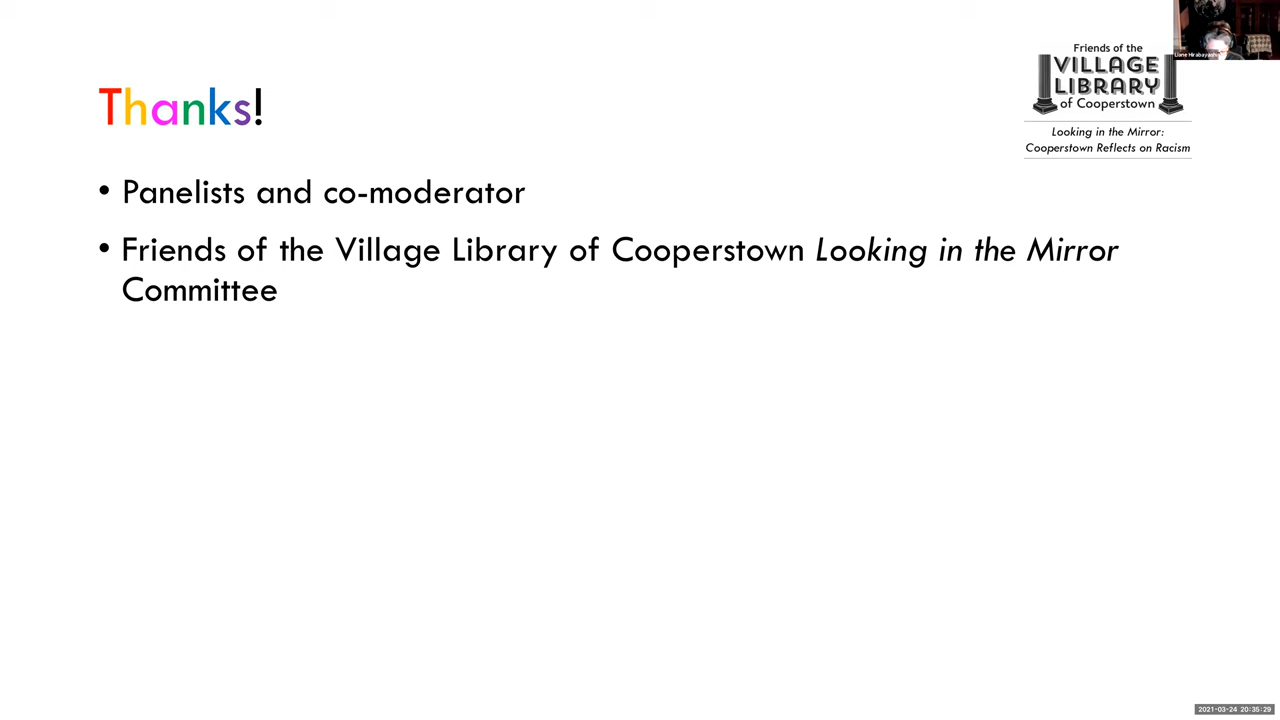 Thanks!
• Panelists and co-moderator
• Friends of the Village Library of Cooperstown Looking in the Mirror
Committee
Friends of the
VILLAGE
LIBRARY
of Cooperstown
Looking in the Mirror:
Cooperstown Reflects on Racism
Liane Hirabayashi
2021-03-24 20:35:29